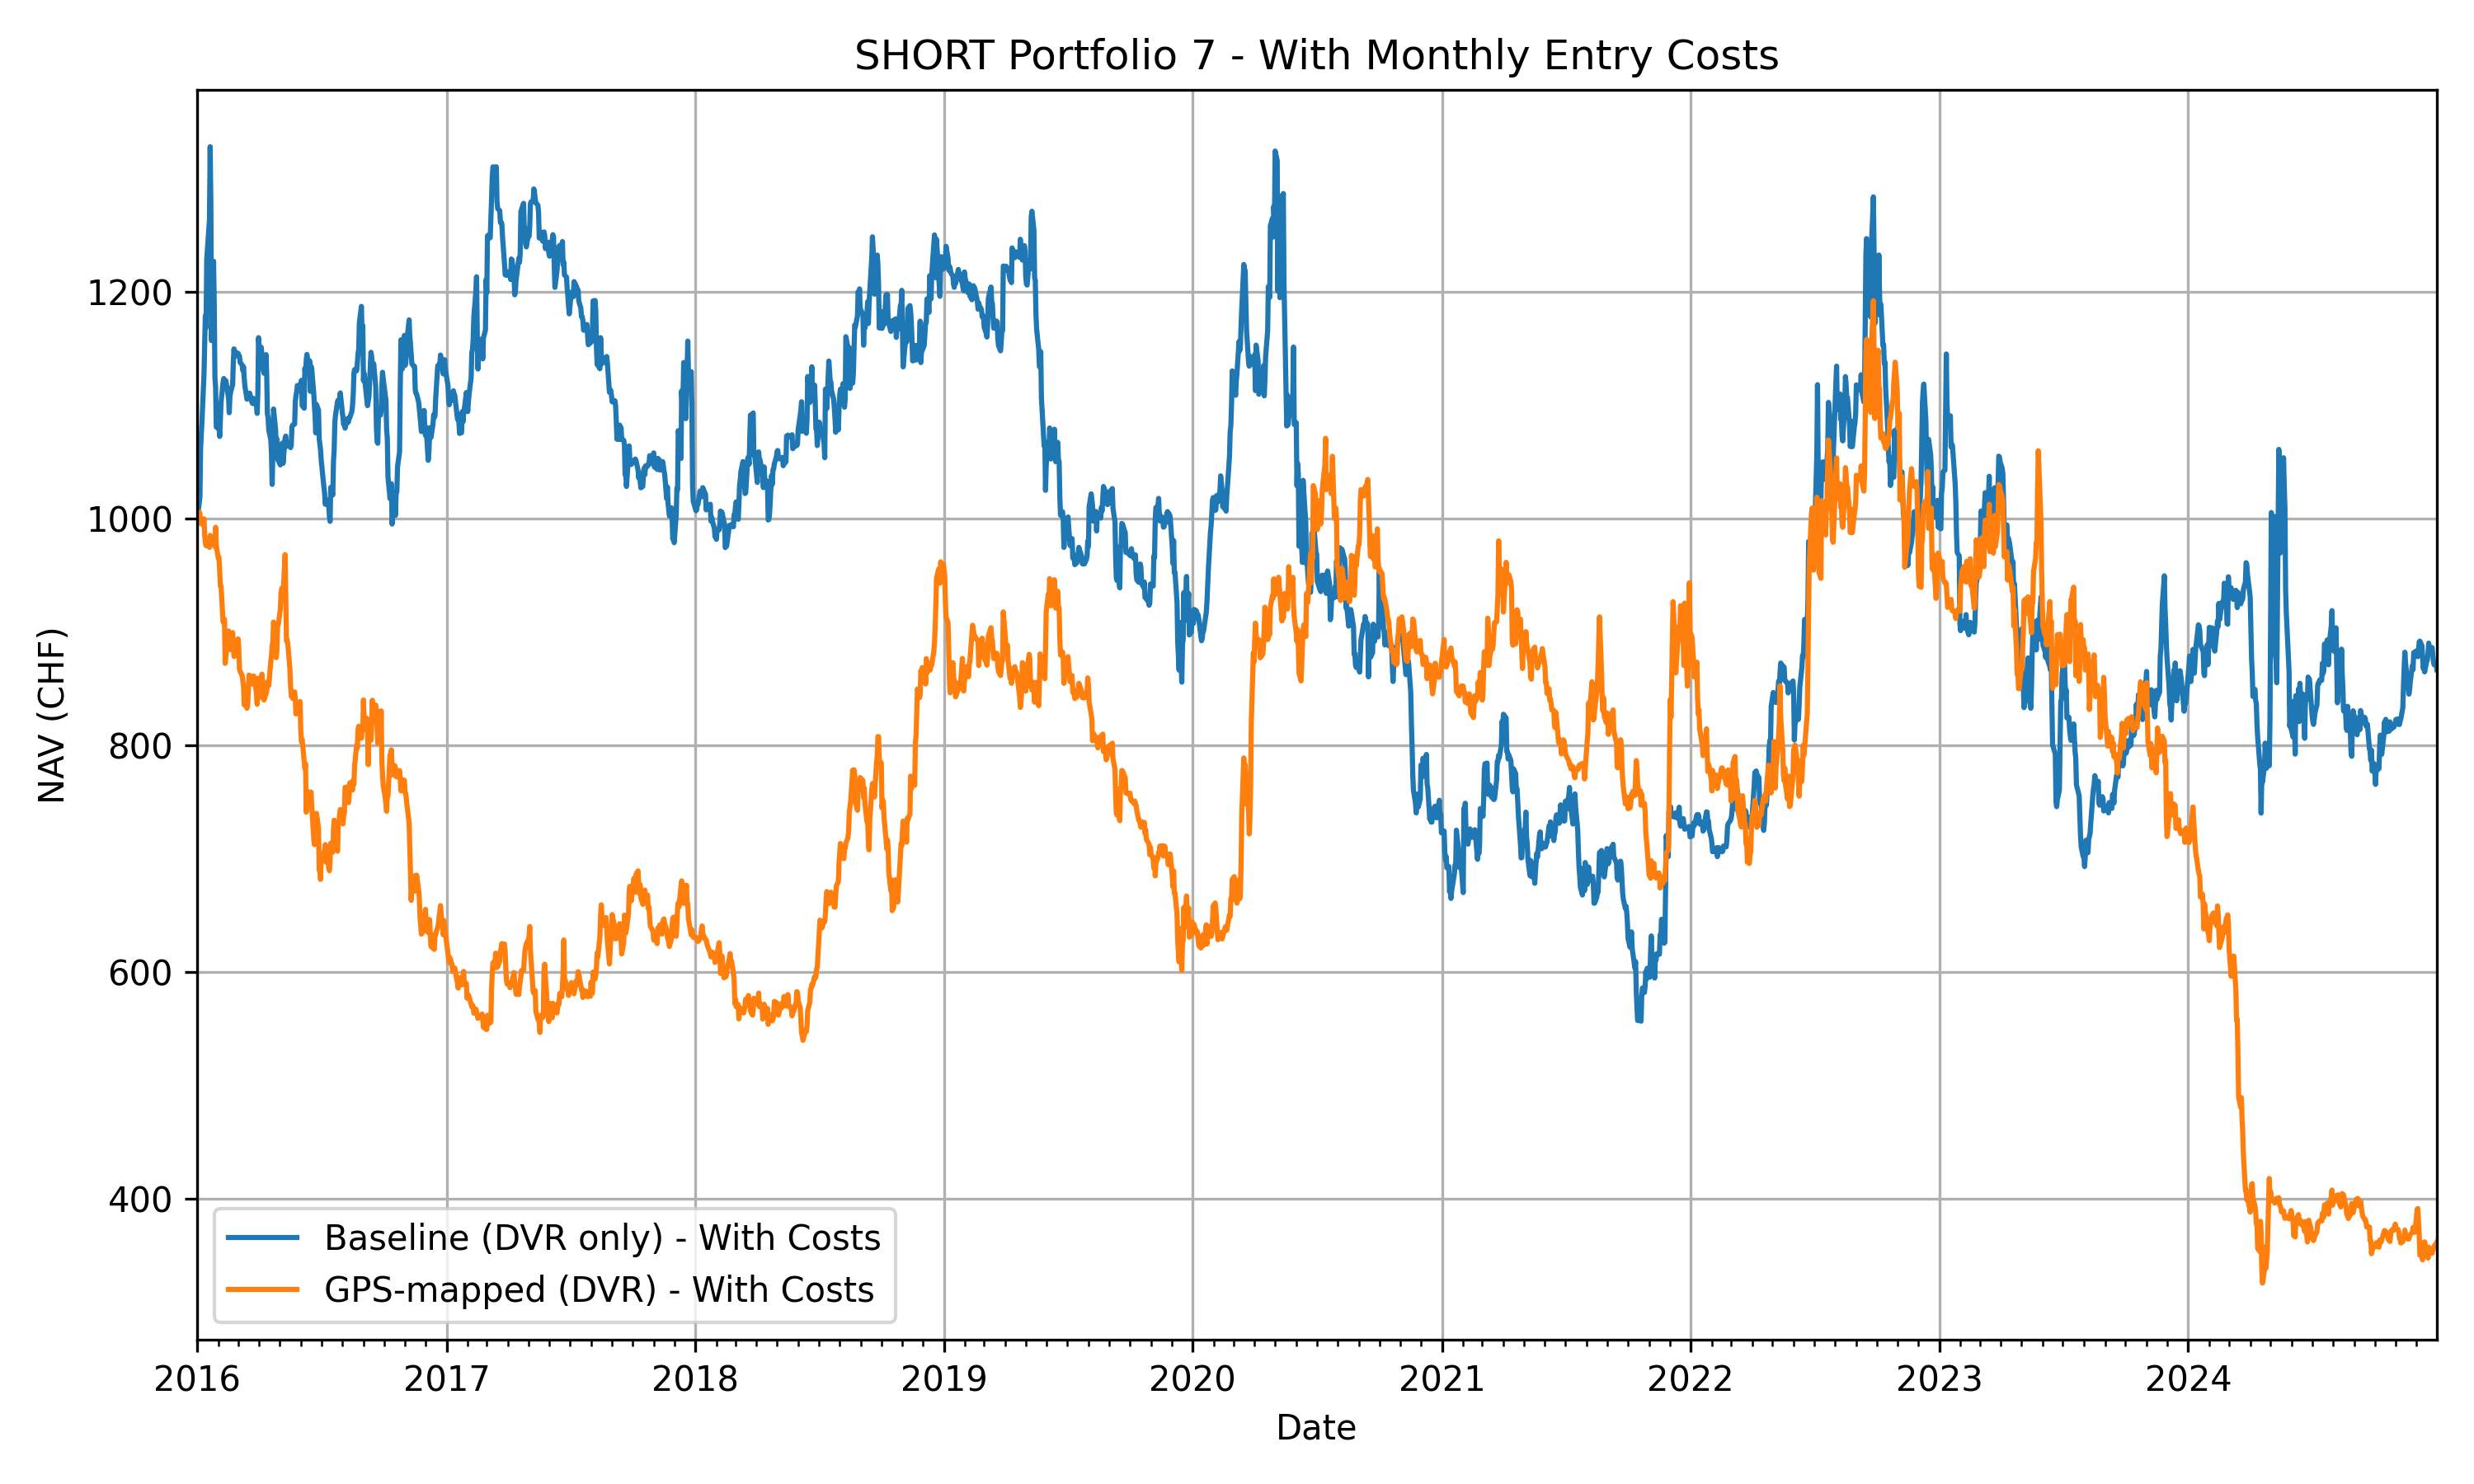 SHORT Portfolio 7 - With Monthly Entry Costs
NAV (CHF)
1200
1000
800
600
400
Baseline (DVR only) - With Costs
GPS-mapped (DVR) - With Costs
2016 2017 2018 2019 2020 2021 2022 2023 2024
Date